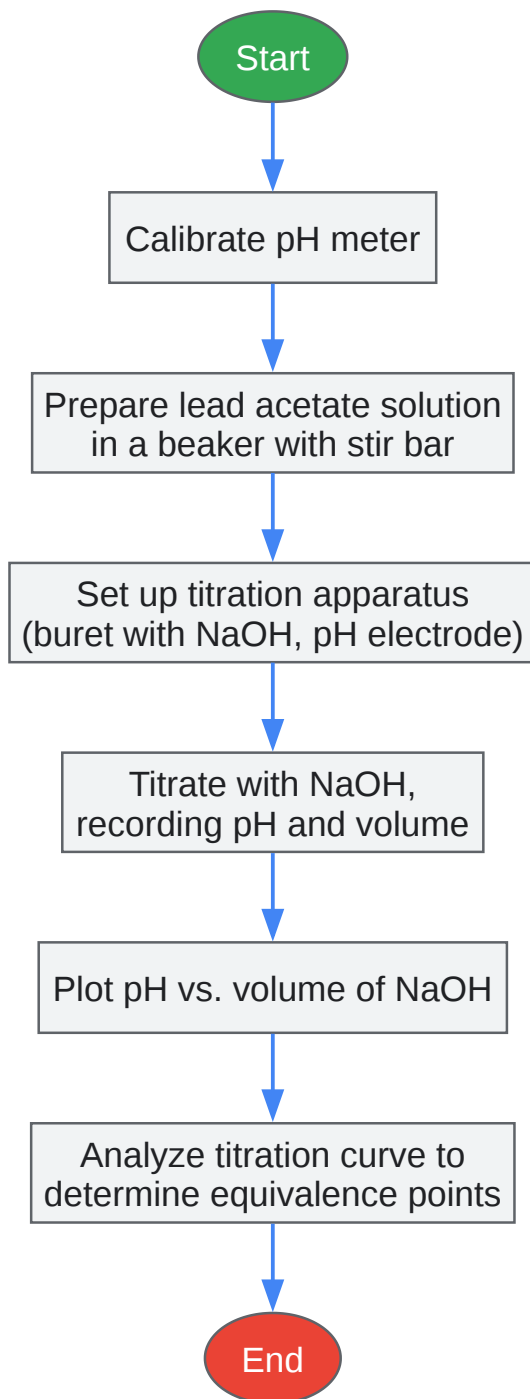 Start
Calibrate pH meter
Prepare lead acetate solution
in a beaker with stir bar
Set up titration apparatus
(buret with NaOH, pH electrode)
Titrate with NaOH,
recording pH and volume
Plot pH vs. volume of NaOH
Analyze titration curve to
determine equivalence points
End